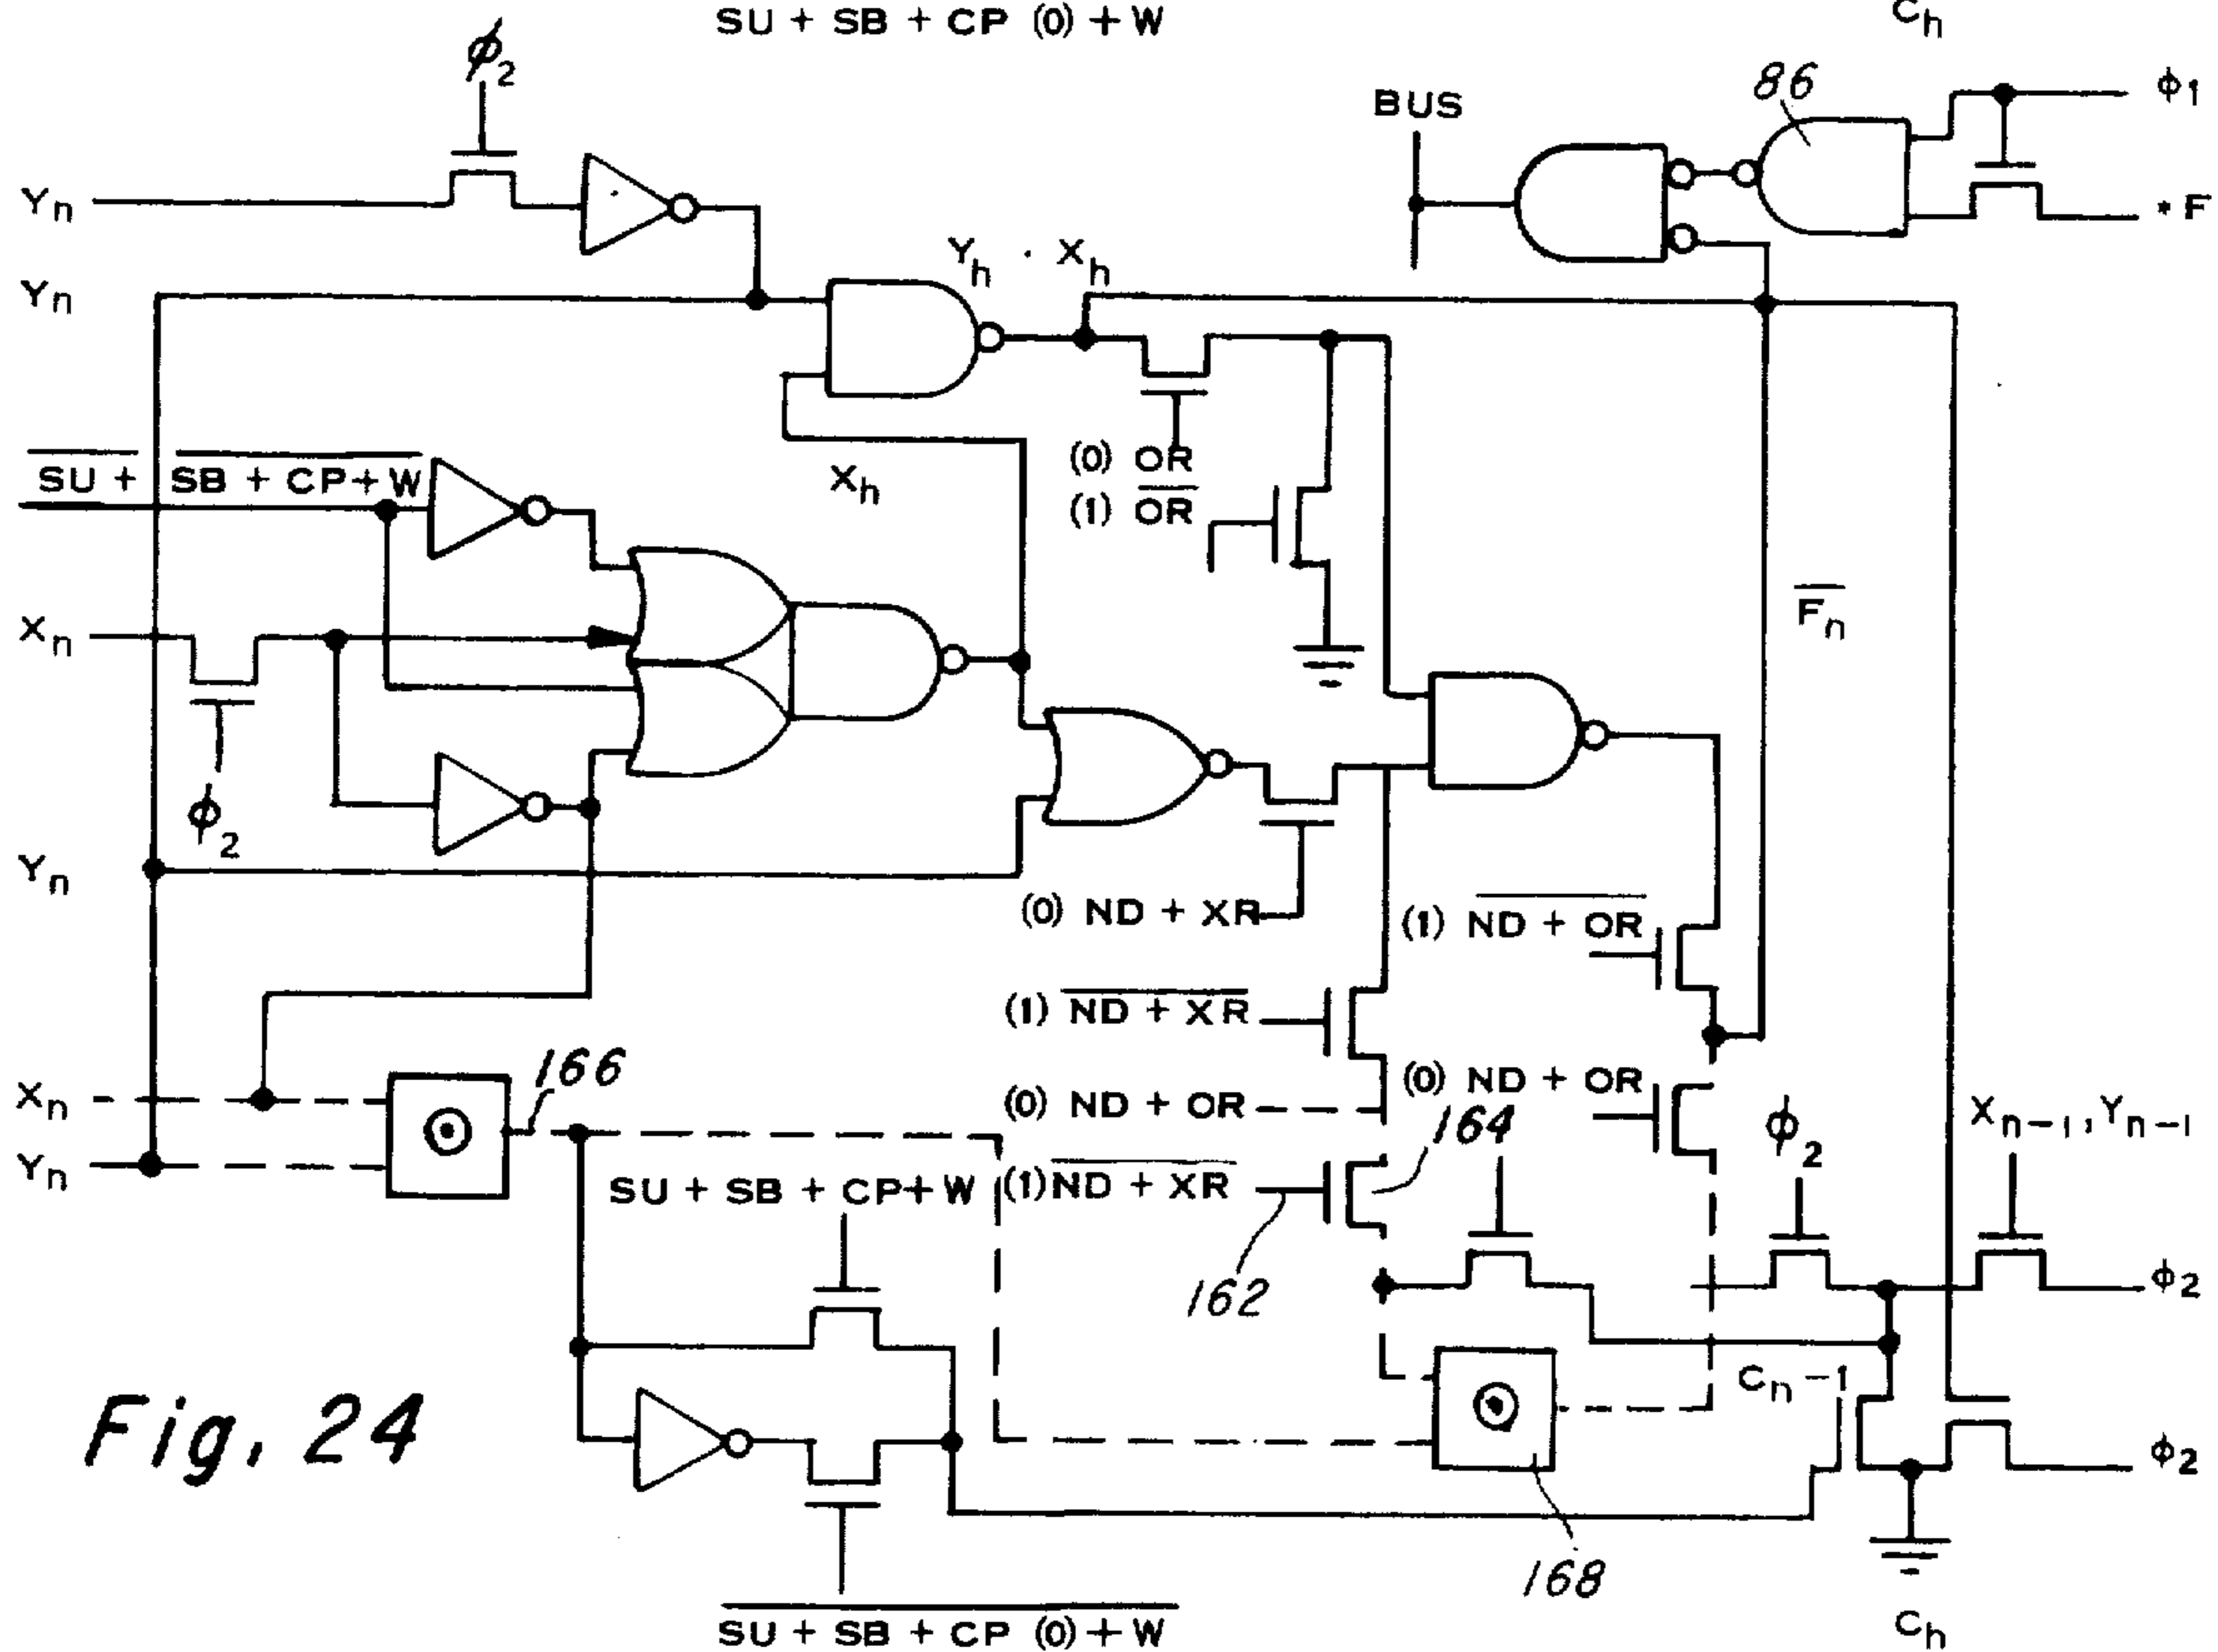 SU + SB + CP (0) + W
Ch
ϕ2
86
ϕ1
BUS
Yn
* F
Yh · Xh
Yn
(0) OR
SU + SB + CP+W
Xh
(1) OR
Fn
Xn
ϕ2
Yn
(0) ND + XR
(1) ND + OR
(1) ND + XR
166
(0) ND + OR
Xn
(0) ND + OR
164
ϕ2
Xn-1, Yn-1
Yn
SU + SB + CP+ W
(1) ND + XR
162
ϕ2
Cn-1
Fig. 24
ϕ2
168
SU + SB + CP (0) + W
Ch